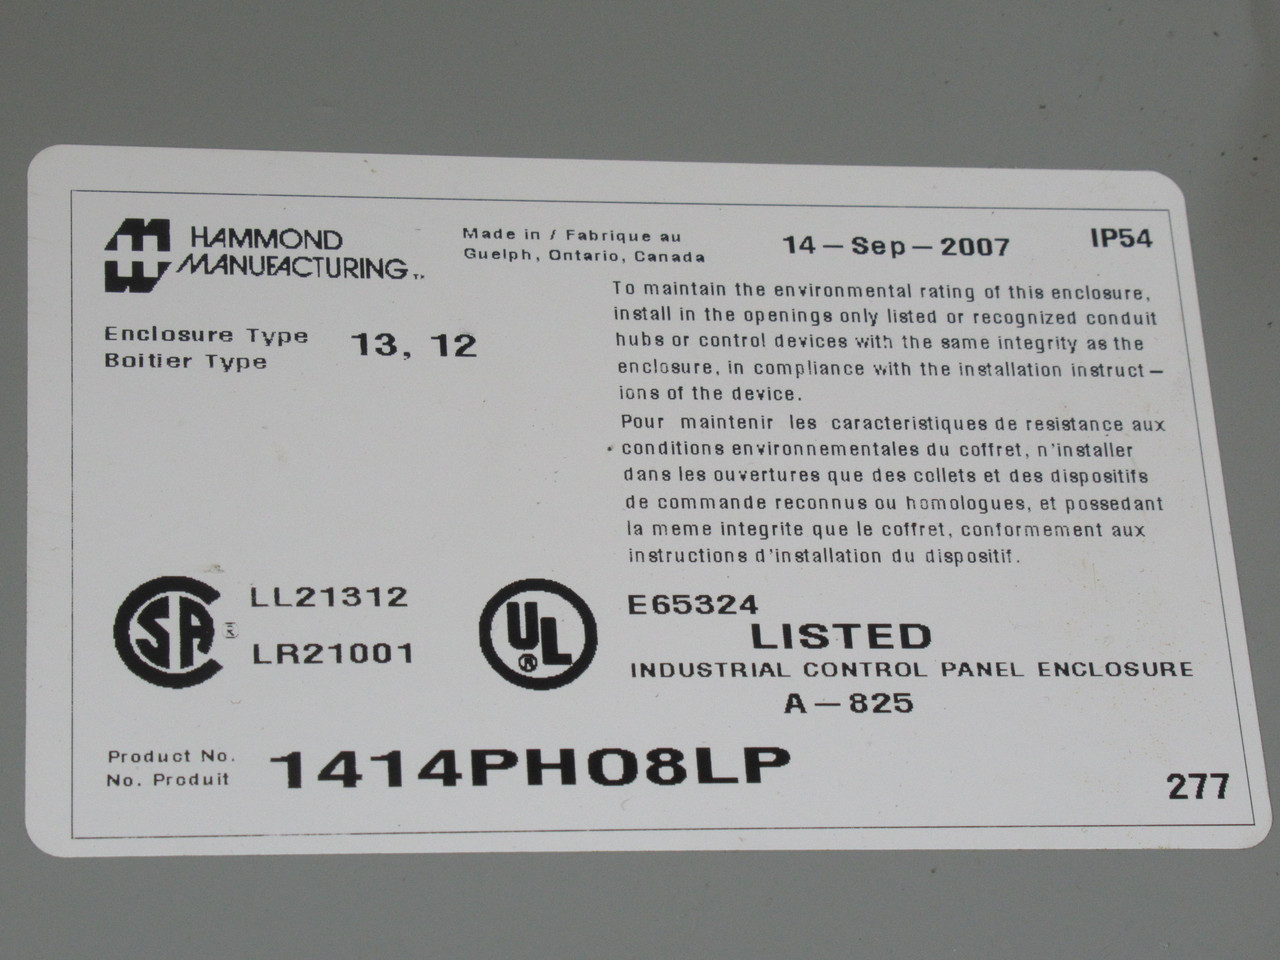 HAMMOND
MANUFACTURING™
Made in / Fabrique au
Guelph, Ontario, Canada
14-Sep-2007
IP54
Enclosure Type
Boitier Type
13, 12
To maintain the environmental rating of this enclosure,
install in the openings only listed or recognized conduit
hubs or control devices with the same integrity as the
enclosure, in compliance with the installation instruct-
ions of the device.
Pour maintenir les caracteristiques de resistance aux
conditions environnementales du coffret, n'installer
dans les ouvertures que des collets et des dispositifs
de commande reconnus ou homologues, et possedant
la meme integrite que le coffret, conformement aux
instructions d'installation du dispositif.
SA
LL21312
LR21001
UL®
E65324
LISTED
INDUSTRIAL CONTROL PANEL ENCLOSURE
A-825
Product No.
No. Produit
1414PHO8LP
277